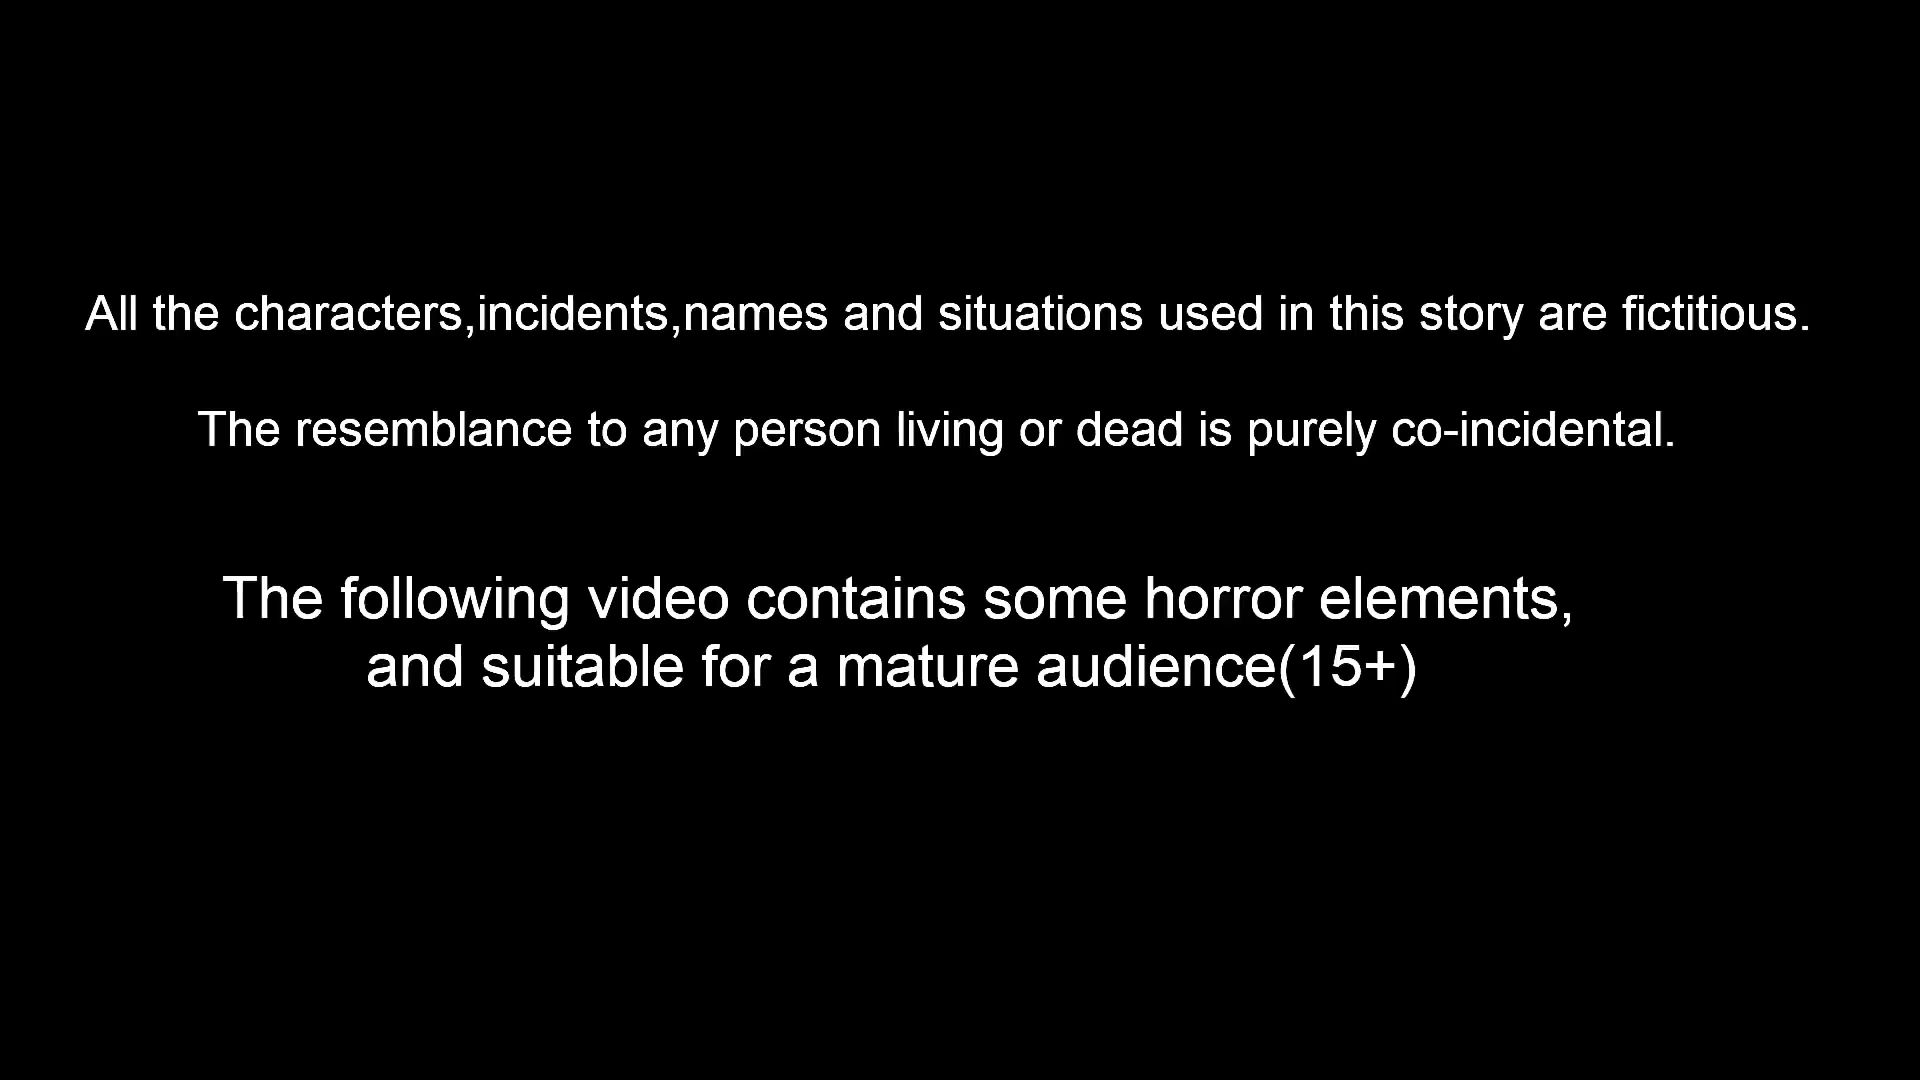 All the characters,incidents,names and situations used in this story are fictitious.
The resemblance to any person living or dead is purely co-incidental.
The following video contains some horror elements,
and suitable for a mature audience(15+)